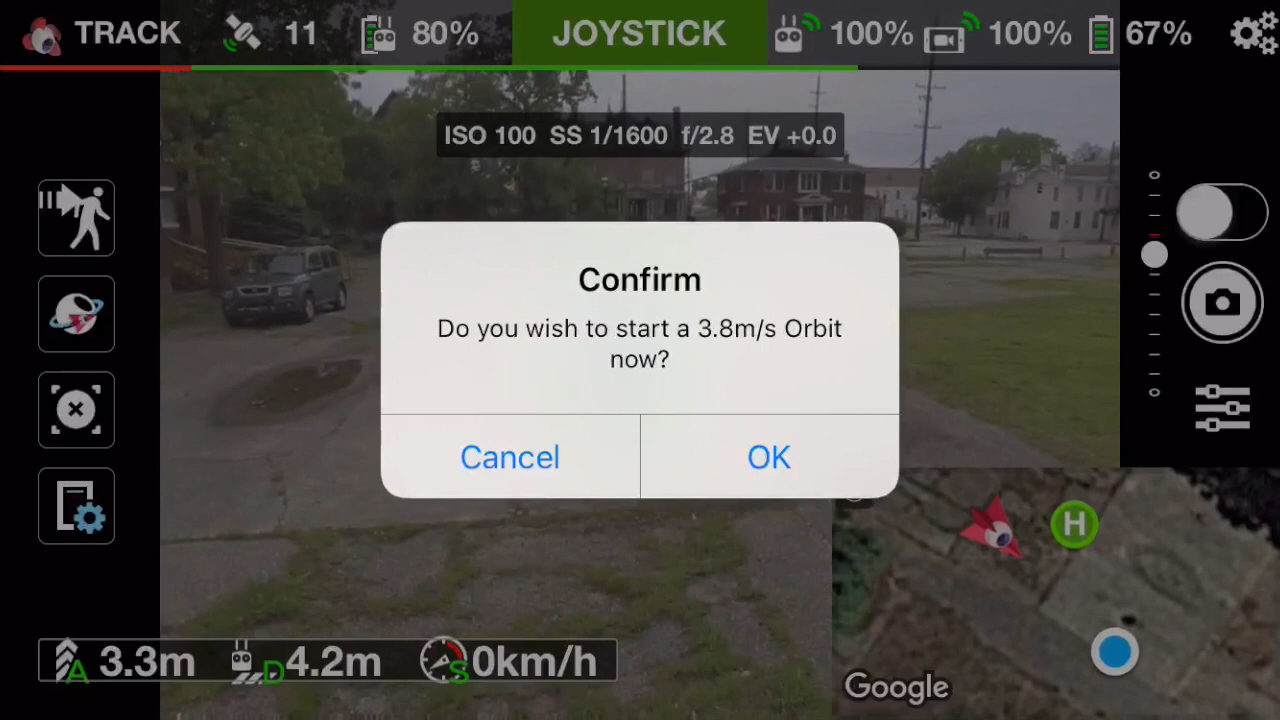 TRACK 11 80% JOYSTICK 100% 100% 67%
ISO 100 SS 1/1600 f/2.8 EV +0.0
Confirm
Do you wish to start a 3.8m/s Orbit
now?
Cancel OK
H
A 3.3m D 4.2m S 0km/h
Google